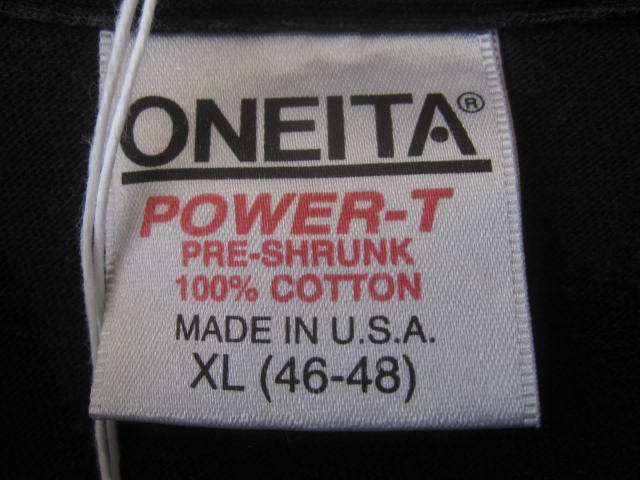 ONEITA®
POWER-T
PRE-SHRUNK
100% COTTON
MADE IN U.S.A.
XL (46-48)